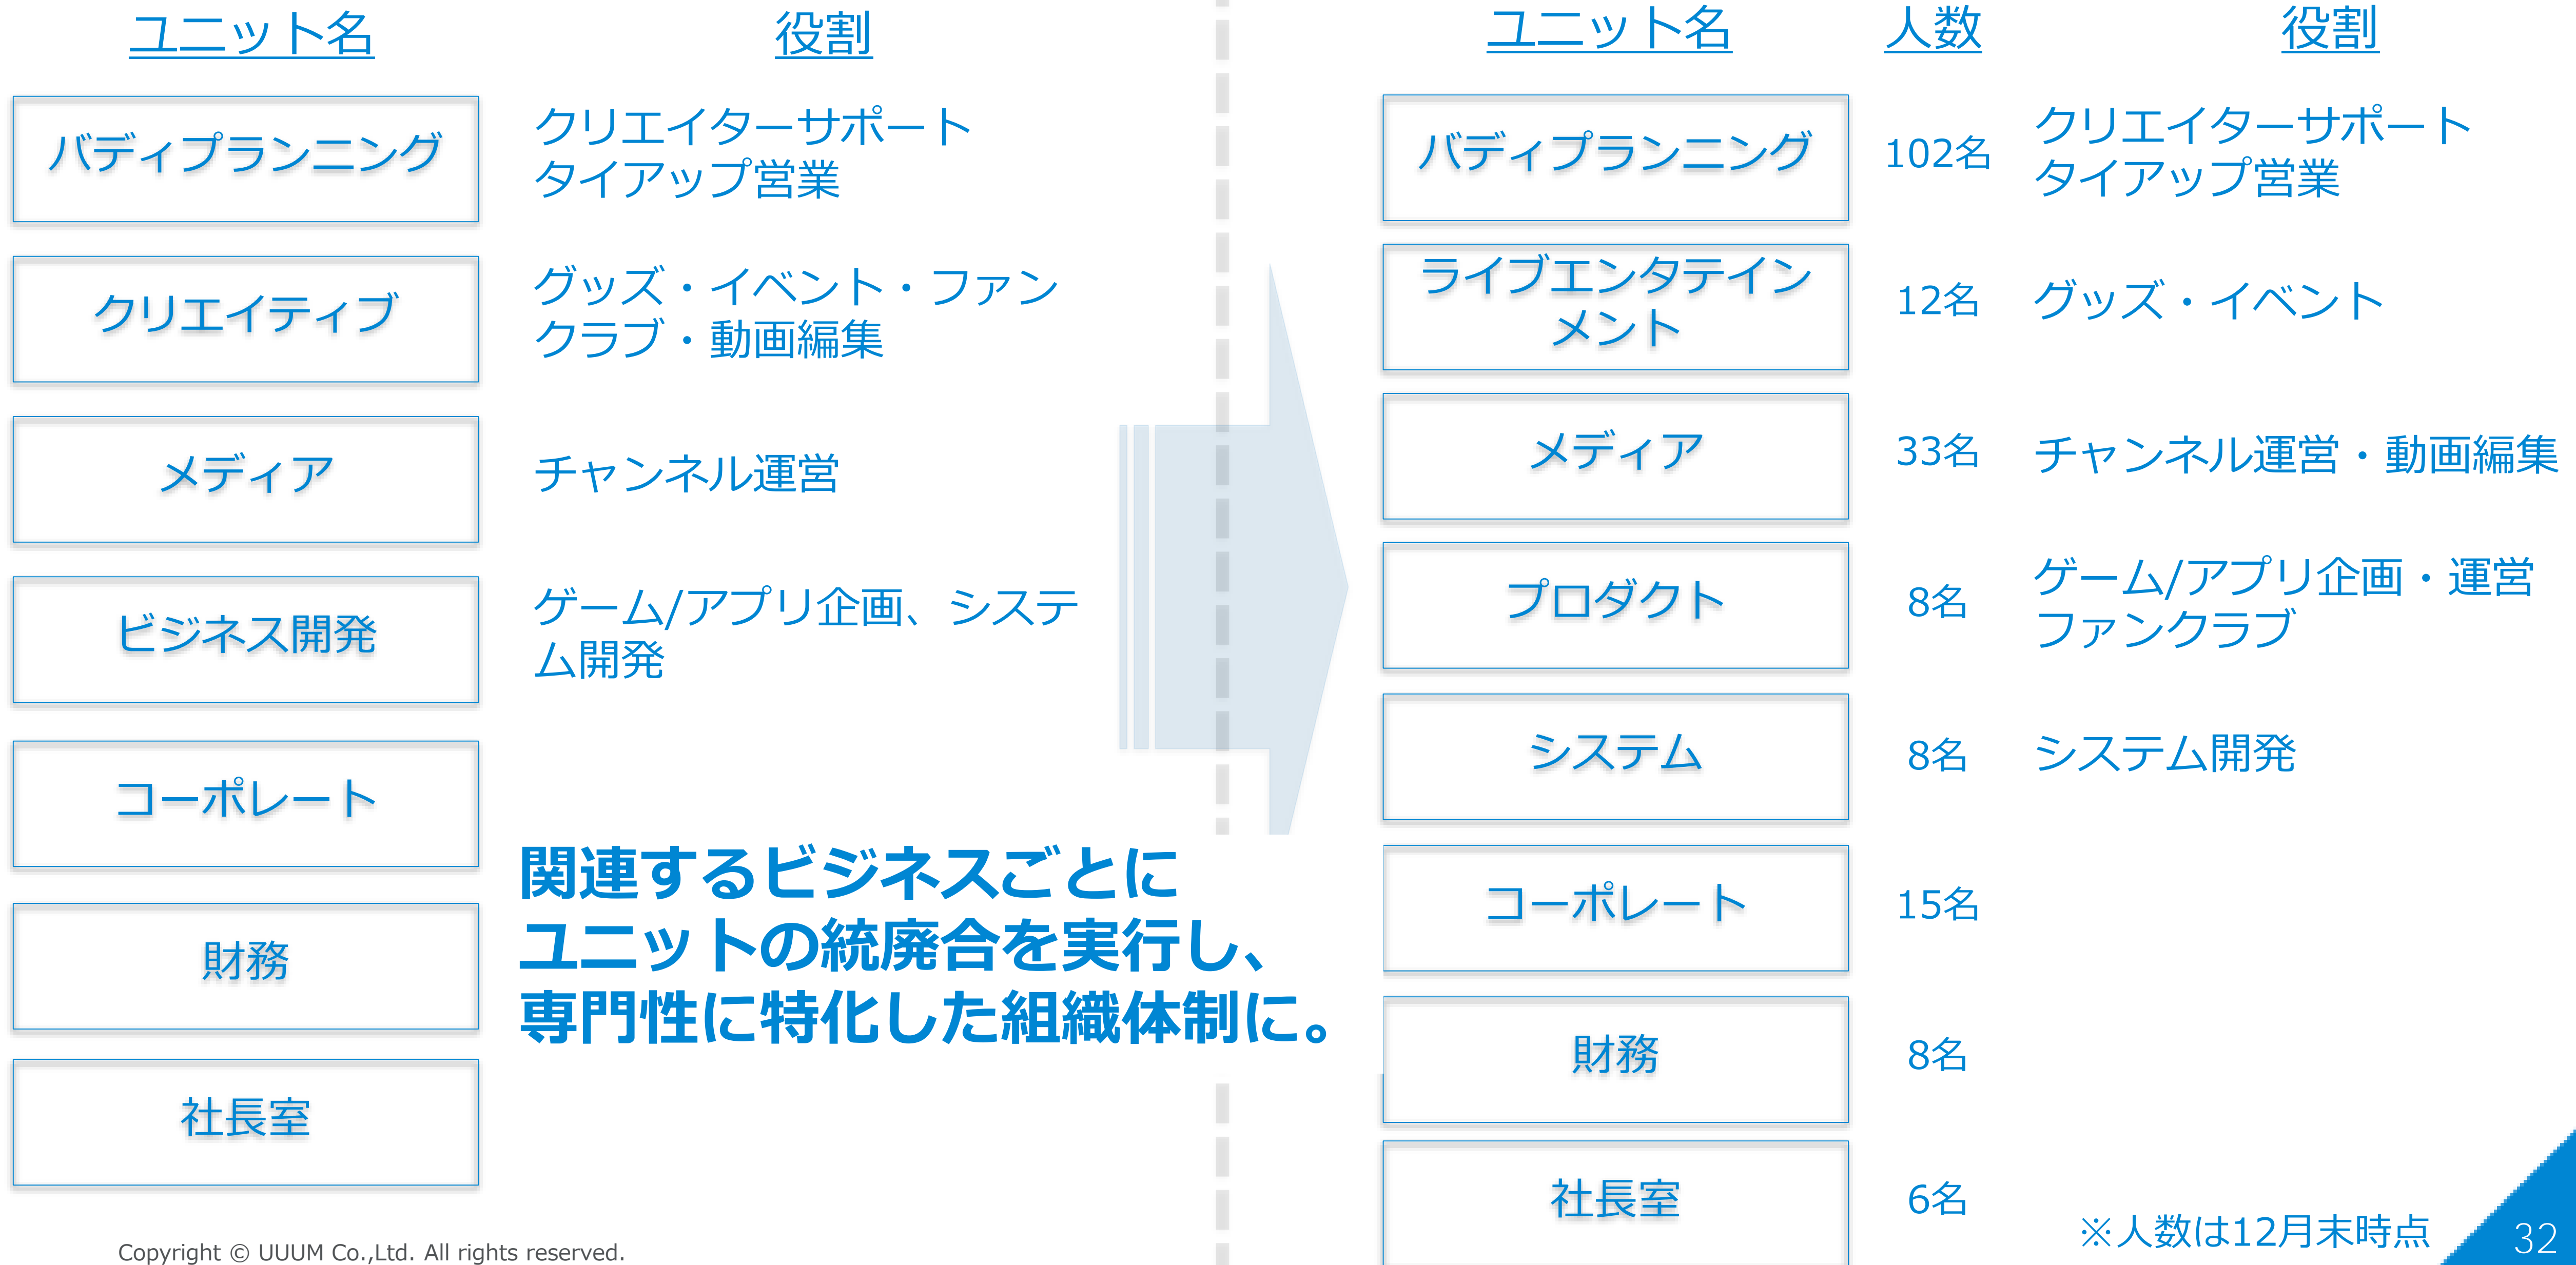 ユニット名 役割
バディプランニング
クリエイターサポート
タイアップ営業
クリエイティブ
グッズ・イベント・ファン
クラブ・動画編集
メディア
チャンネル運営
ビジネス開発
ゲーム/アプリ企画、システ
ム開発
コーポレート
財務
社長室
関連するビジネスごとに
ユニットの統廃合を実行し、
専門性に特化した組織体制に。
ユニット名 人数 役割
バディプランニング
102名
クリエイターサポート
タイアップ営業
ライブエンタテイン
メント
12名
グッズ・イベント
メディア
33名
チャンネル運営・動画編集
プロダクト
8名
ゲーム/アプリ企画・運営
ファンクラブ
システム
8名
システム開発
コーポレート
15名
財務
8名
社長室
6名
※人数は12月末時点
Copyright © UUUM Co.,Ltd. All rights reserved.
32